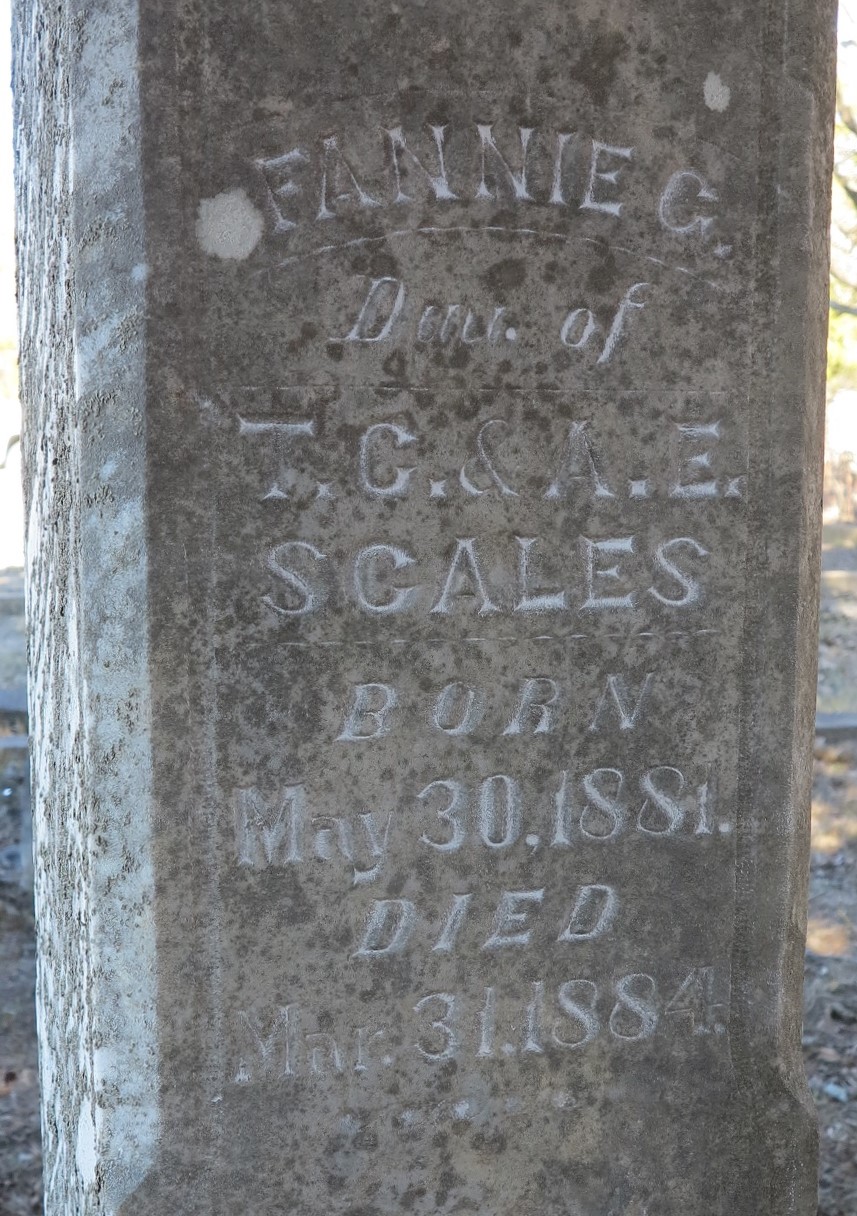 FANNIE C.
Dau. of
T. C. & A. E.
SCALES
BORN
May 30, 1881.
DIED
Mar. 31, 1884.